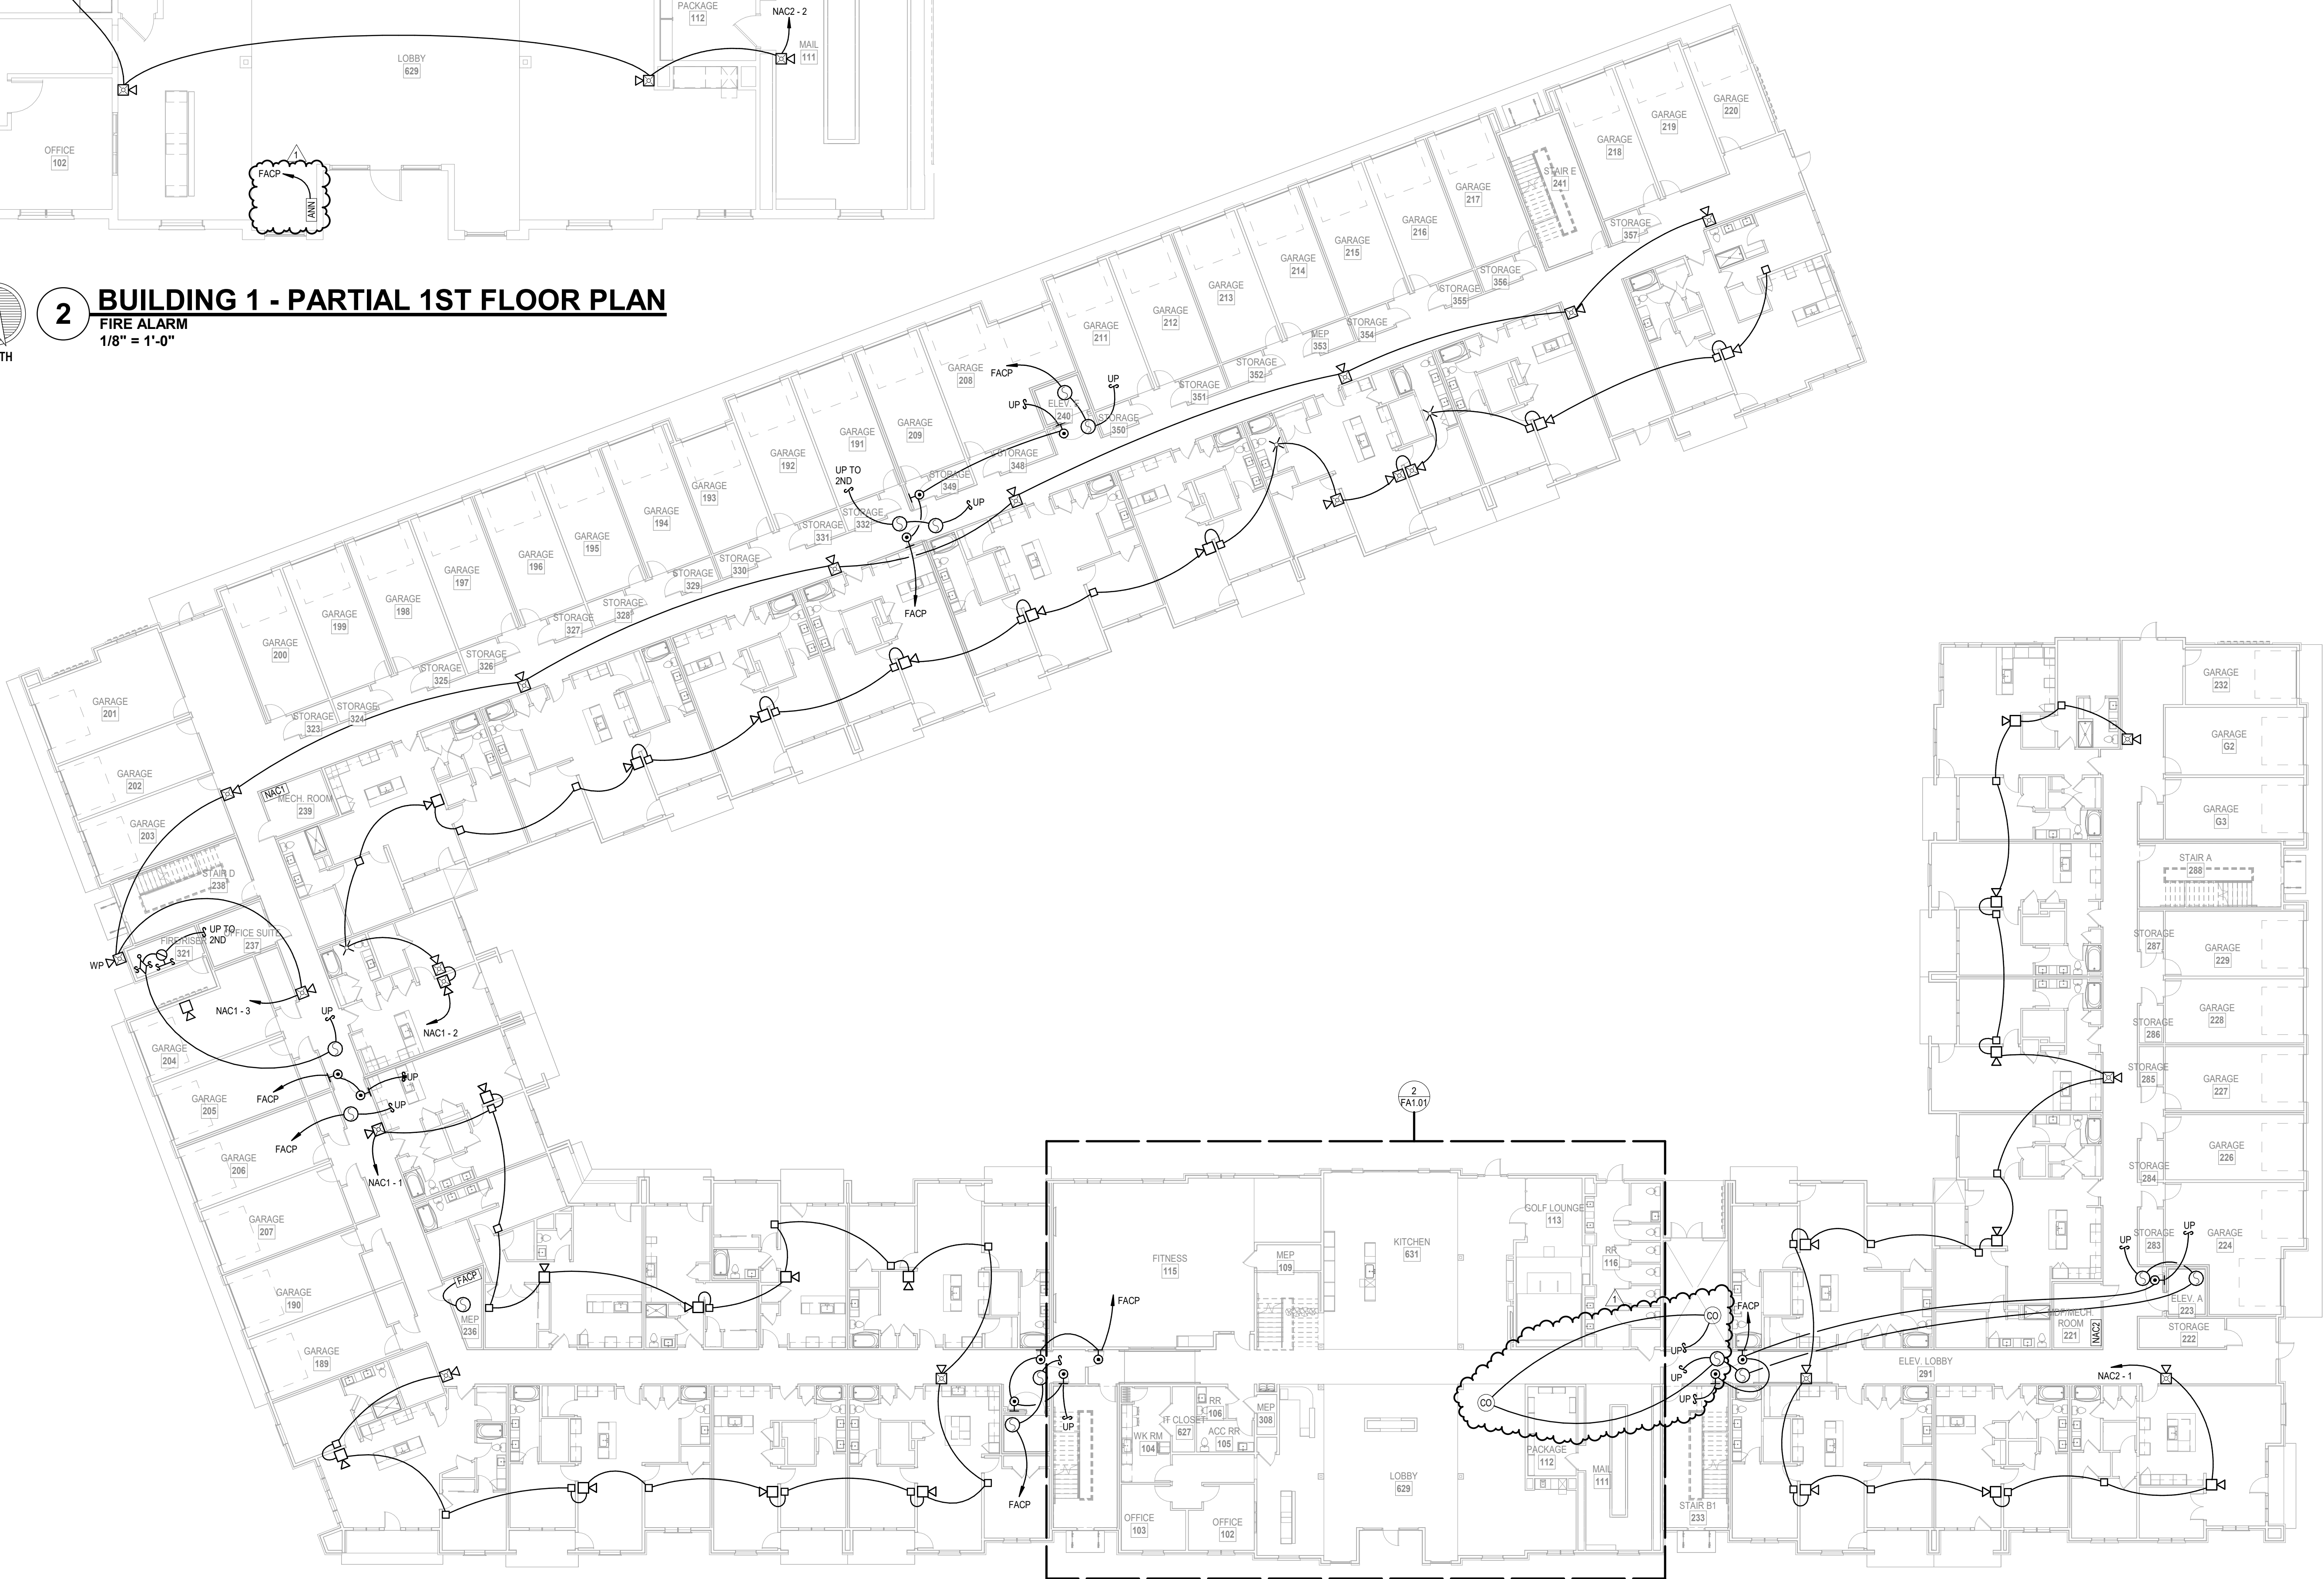 PACKAGE
112
NAC2 - 2
MAIL
111
LOBBY
629
OFFICE
102
1
FACP
ANN
TH
2
BUILDING 1 - PARTIAL 1ST FLOOR PLAN
FIRE ALARM
1/8" = 1'-0"
GARAGE
220
GARAGE
219
GARAGE
218
STAIR E
241
GARAGE
217
GARAGE
216
GARAGE
215
GARAGE
214
GARAGE
213
GARAGE
212
GARAGE
211
STORAGE
357
STORAGE
356
STORAGE
355
STORAGE
354
MEP
353
STORAGE
352
STORAGE
351
STORAGE
350
GARAGE
208
FACP
UP
UP
ELEV. E
240
GARAGE
209
GARAGE
191
GARAGE
192
GARAGE
193
GARAGE
194
GARAGE
195
GARAGE
196
GARAGE
197
GARAGE
198
GARAGE
199
GARAGE
200
STORAGE
348
STORAGE
349
UP TO
2ND
STORAGE
332
UP
STORAGE
331
STORAGE
330
STORAGE
329
STORAGE
328
STORAGE
327
STORAGE
326
STORAGE
325
STORAGE
324
STORAGE
323
FACP
GARAGE
201
GARAGE
202
GARAGE
203
NAC1
MECH. ROOM
239
STAIR D
238
UP TO
2ND
FIRE RISER
321
OFFICE SUITE
237
WP
NAC1 - 3
UP
NAC1 - 2
GARAGE
204
FACP
UP
GARAGE
205
UP
FACP
GARAGE
206
NAC1 - 1
GARAGE
207
GARAGE
190
FACP
MEP
236
GARAGE
189
2
FA1.01
FITNESS
115
MEP
109
KITCHEN
631
GOLF LOUNGE
113
RR
116
1
FACP
CO
FACP
UP
UP
UP
CO
UP
FACP
RR
106
IT CLOSET
627
WK RM
104
ACC RR
105
MEP
308
OFFICE
103
OFFICE
102
LOBBY
629
PACKAGE
112
MAIL
111
STAIR B1
233
GARAGE
232
GARAGE
G2
GARAGE
G3
STAIR A
288
STORAGE
287
GARAGE
229
STORAGE
286
GARAGE
228
STORAGE
285
GARAGE
227
STORAGE
284
GARAGE
226
UP
UP
STORAGE
283
GARAGE
224
ELEV. A
223
ROOM
221
NAC2
STORAGE
222
ELEV. LOBBY
291
NAC2 - 1